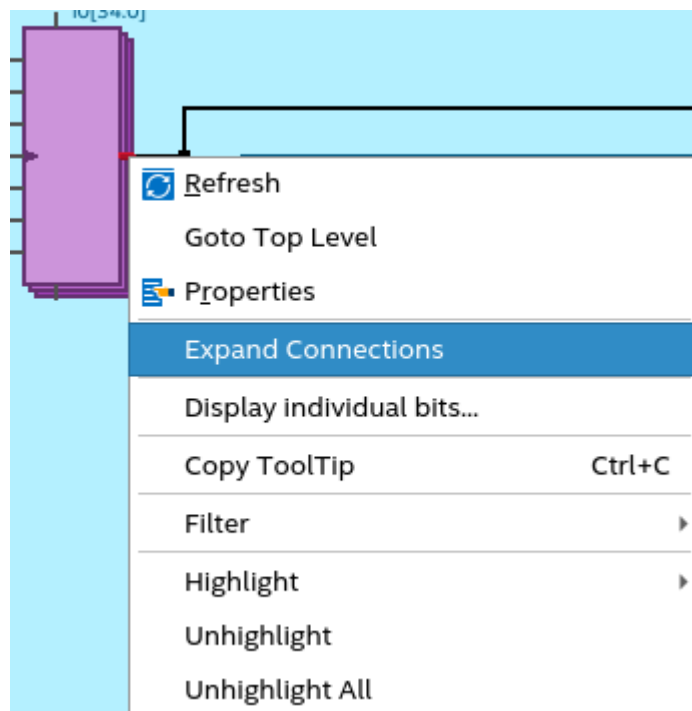 Refresh
Goto Top Level
Properties
Expand Connections
Display individual bits...
Copy ToolTip Ctrl+C
Filter
Highlight
Unhighlight
Unhighlight All